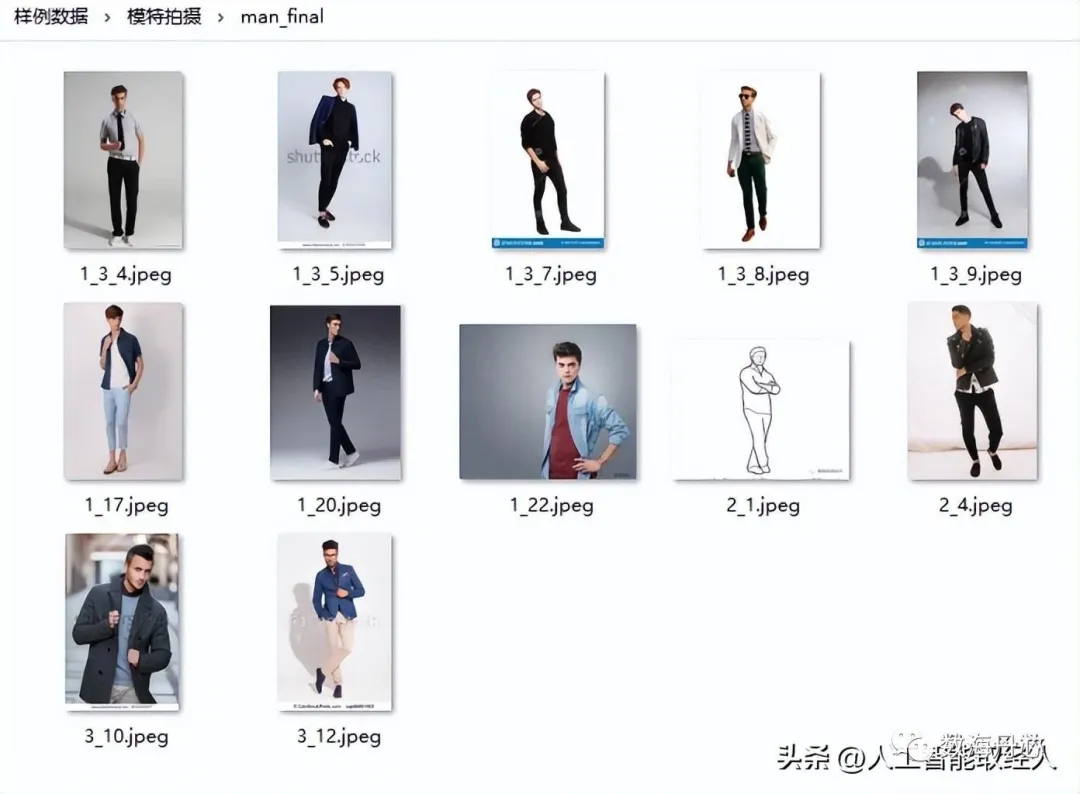 样例数据 › 模特拍摄 › man_final
shutterstock
1_3_4.jpeg
1_3_5.jpeg
1_3_7.jpeg
1_3_8.jpeg
1_3_9.jpeg
1_17.jpeg
1_20.jpeg
1_22.jpeg
2_1.jpeg
2_4.jpeg
3_10.jpeg
3_12.jpeg
头条 @人工智能取经人